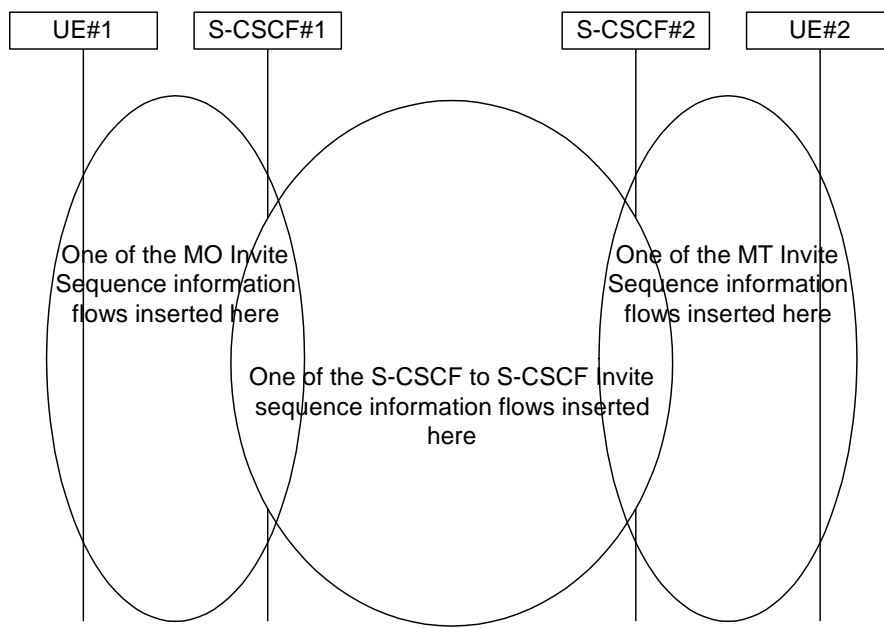 UE#1
S-CSCF#1
S-CSCF#2
UE#2
One of the MO Invite
Sequence information
flows inserted here
One of the MT Invite
Sequence information
flows inserted here
One of the S-CSCF to S-CSCF Invite
sequence information flows inserted
here